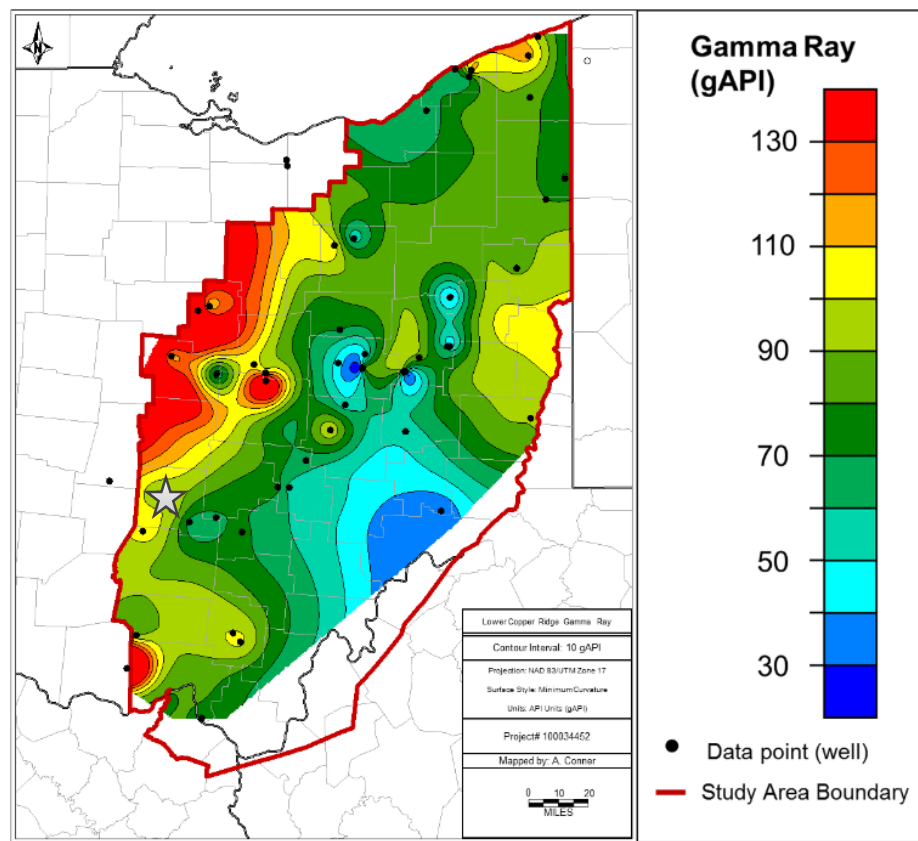 N
Gamma Ray
(gAPI)
130
110
90
70
50
30
Lower Copper Ridge Gamma Ray
Contour Interval: 10 gAPI
Projection: NAD 83/UTM Zone 17
Surface Style: Minimum Curvature
Units: API Units (gAPI)
Project# 100034452
Mapped by: A. Conner
0 10 20
MILES
Data point (well)
Study Area Boundary